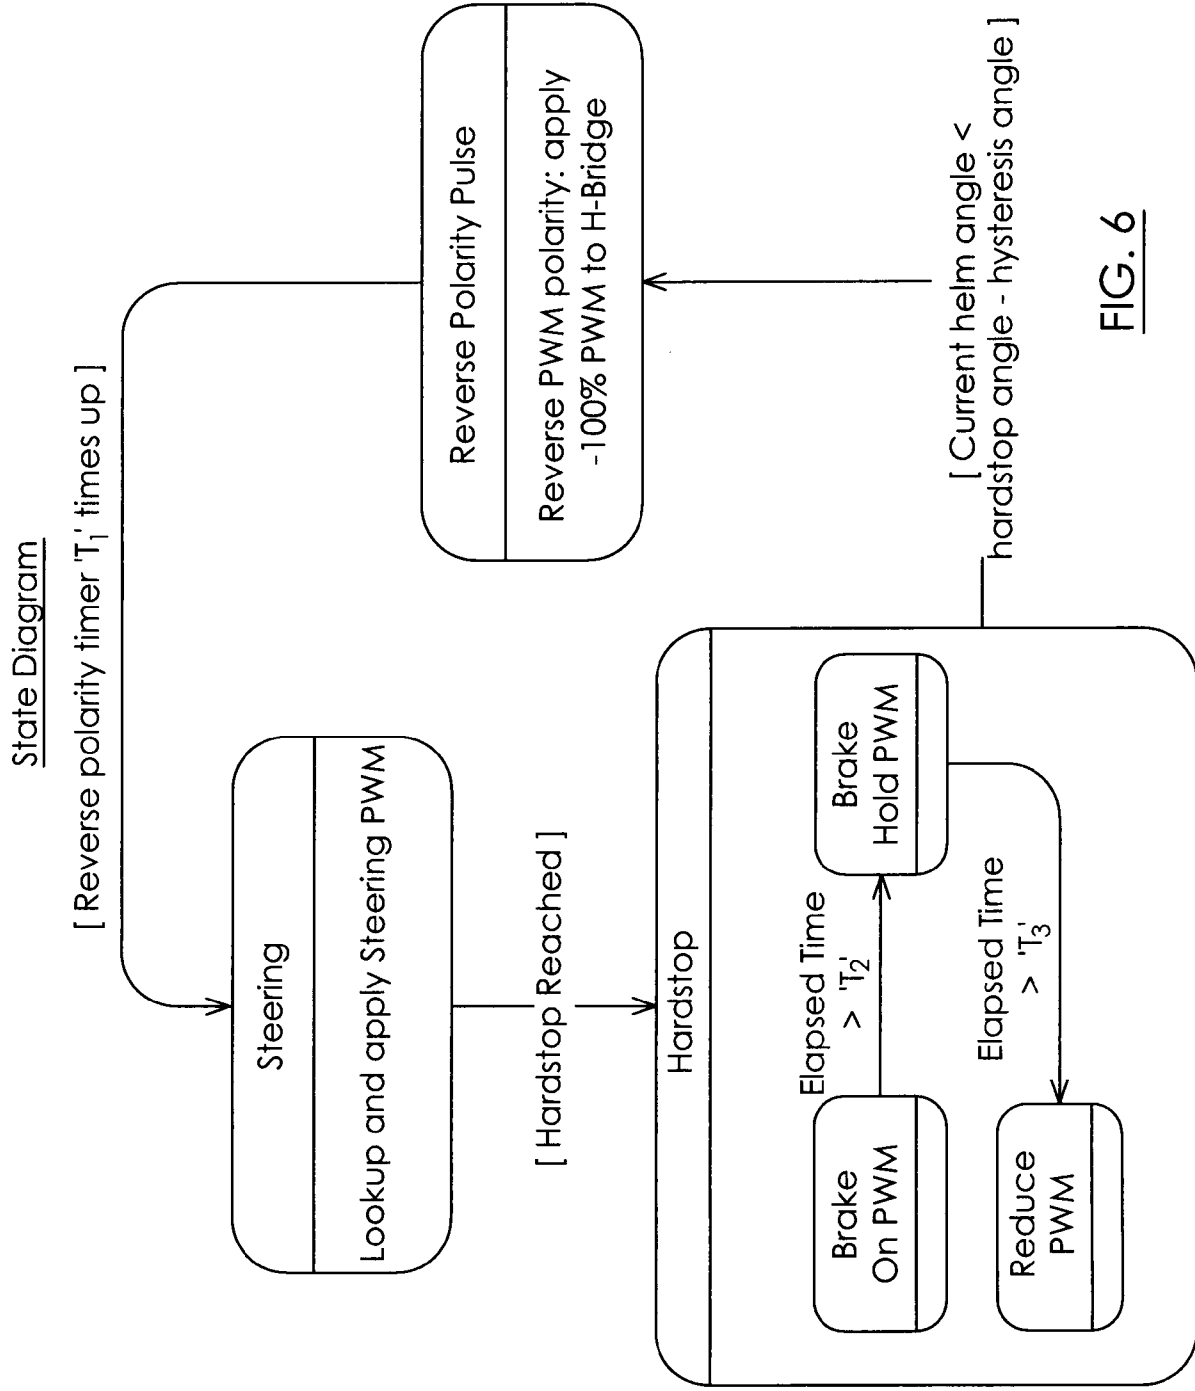 State Diagram
[ Reverse polarity timer 'T1' times up ]
Steering
Lookup and apply Steering PWM
Reverse Polarity Pulse
Reverse PWM polarity: apply
-100% PWM to H-Bridge
[ Hardstop Reached ]
Hardstop
Brake
On PWM
Elapsed Time
> 'T2'
Brake
Hold PWM
Elapsed Time
> 'T3'
Reduce
PWM
[ Current helm angle <
hardstop angle - hysteresis angle ]
FIG. 6